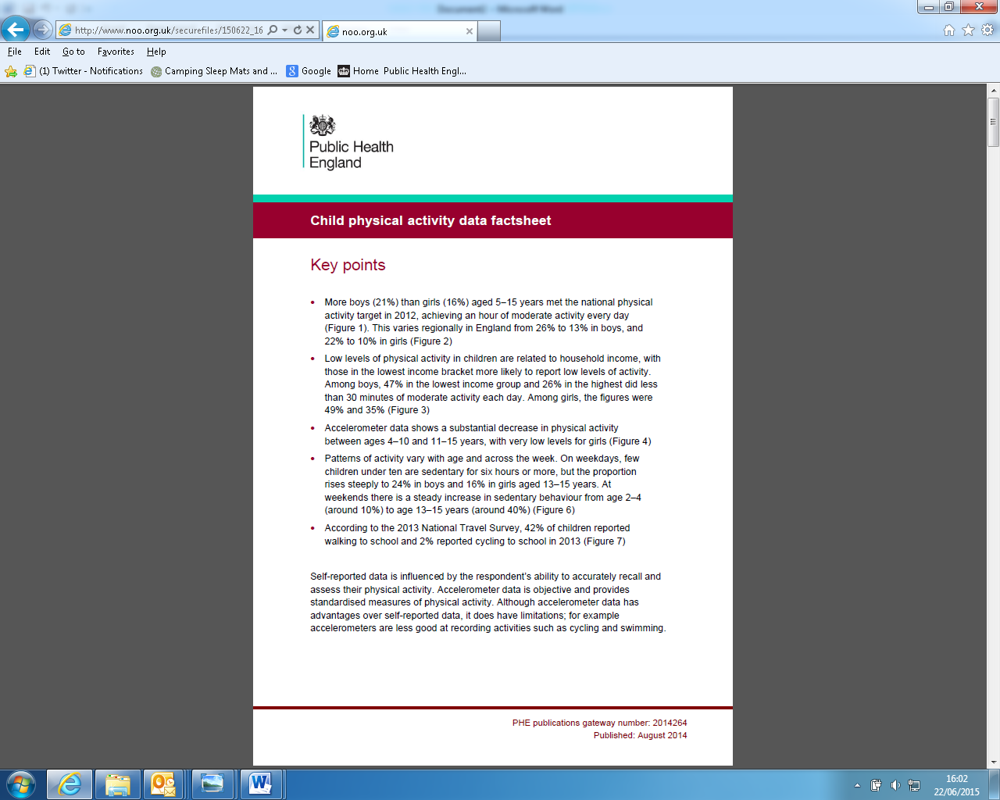 Document1 - Microsoft Word
http://www.noo.org.uk/securefiles/150622_16
noo.org.uk
File Edit Go to Favorites Help
(1) Twitter - Notifications Camping Sleep Mats and ... Google Home Public Health Engl...
Public Health
England
Child physical activity data factsheet
Key points
• More boys (21%) than girls (16%) aged 5–15 years met the national physical
activity target in 2012, achieving an hour of moderate activity every day
(Figure 1). This varies regionally in England from 26% to 13% in boys, and
22% to 10% in girls (Figure 2)
• Low levels of physical activity in children are related to household income, with
those in the lowest income bracket more likely to report low levels of activity.
Among boys, 47% in the lowest income group and 26% in the highest did less
than 30 minutes of moderate activity each day. Among girls, the figures were
49% and 35% (Figure 3)
• Accelerometer data shows a substantial decrease in physical activity
between ages 4–10 and 11–15 years, with very low levels for girls (Figure 4)
• Patterns of activity vary with age and across the week. On weekdays, few
children under ten are sedentary for six hours or more, but the proportion
rises steeply to 24% in boys and 16% in girls aged 13–15 years. At
weekends there is a steady increase in sedentary behaviour from age 2–4
(around 10%) to age 13–15 years (around 40%) (Figure 6)
• According to the 2013 National Travel Survey, 42% of children reported
walking to school and 2% reported cycling to school in 2013 (Figure 7)
Self-reported data is influenced by the respondent's ability to accurately recall and
assess their physical activity. Accelerometer data is objective and provides
standardised measures of physical activity. Although accelerometer data has
advantages over self-reported data, it does have limitations; for example
accelerometers are less good at recording activities such as cycling and swimming.
PHE publications gateway number: 2014264
Published: August 2014
16:02
22/06/2015